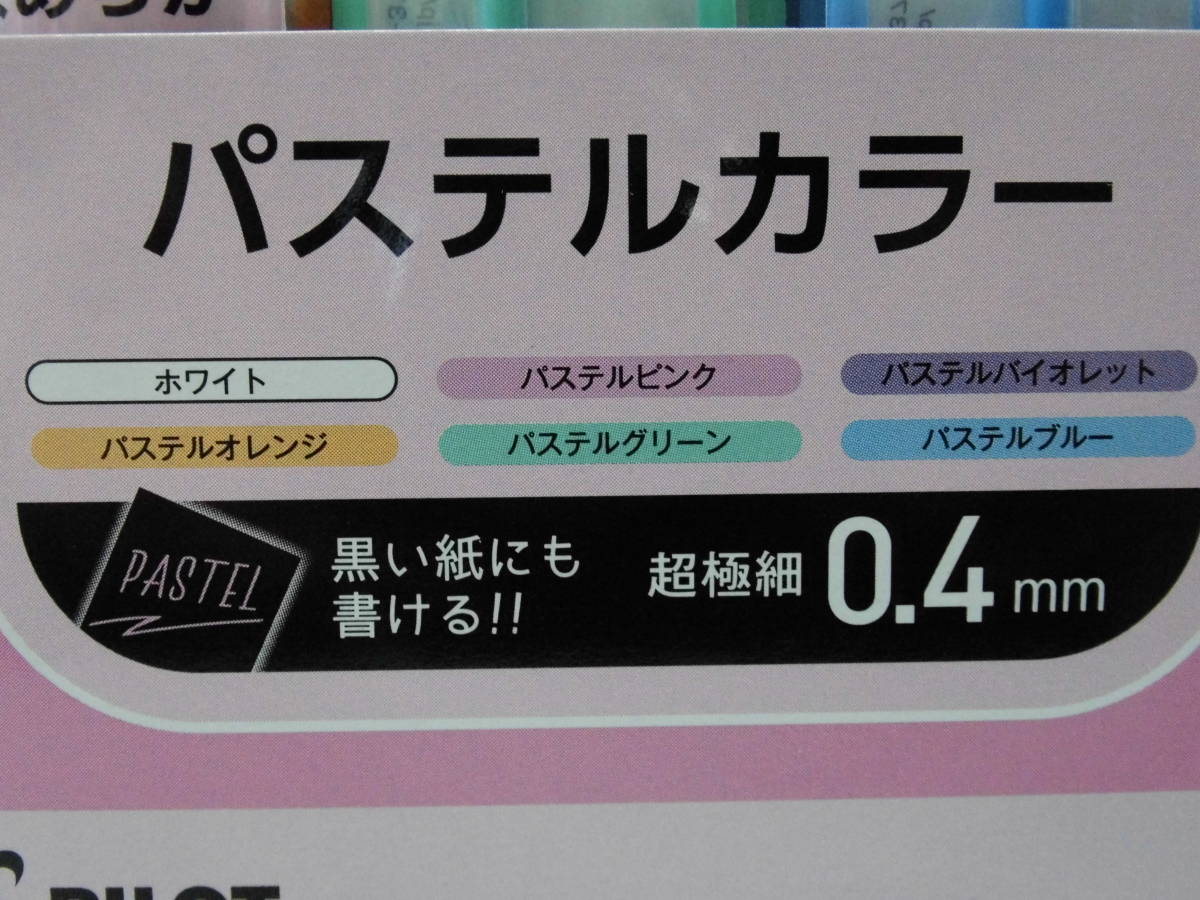 パステルカラー
ホワイト パステルピンク パステルバイオレット
パステルオレンジ パステルグリーン パステルブルー
PASTEL
黒い紙にも
書ける!!
超極細 0.4 mm
PILOT